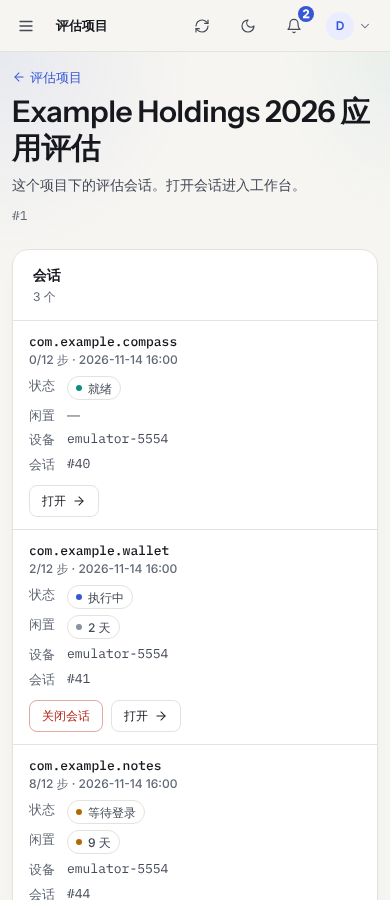 评估项目
2
D
评估项目
Example Holdings 2026 应
用评估
这个项目下的评估会话。打开会话进入工作台。
#1
会话
3 个
com.example.compass
0/12 步 · 2026-11-14 16:00
状态 就绪
闲置 —
设备 emulator-5554
会话 #40
打开
com.example.wallet
2/12 步 · 2026-11-14 16:00
状态 执行中
闲置 2 天
设备 emulator-5554
会话 #41
关闭会话 打开
com.example.notes
8/12 步 · 2026-11-14 16:00
状态 等待登录
闲置 9 天
设备 emulator-5554
会话 #44